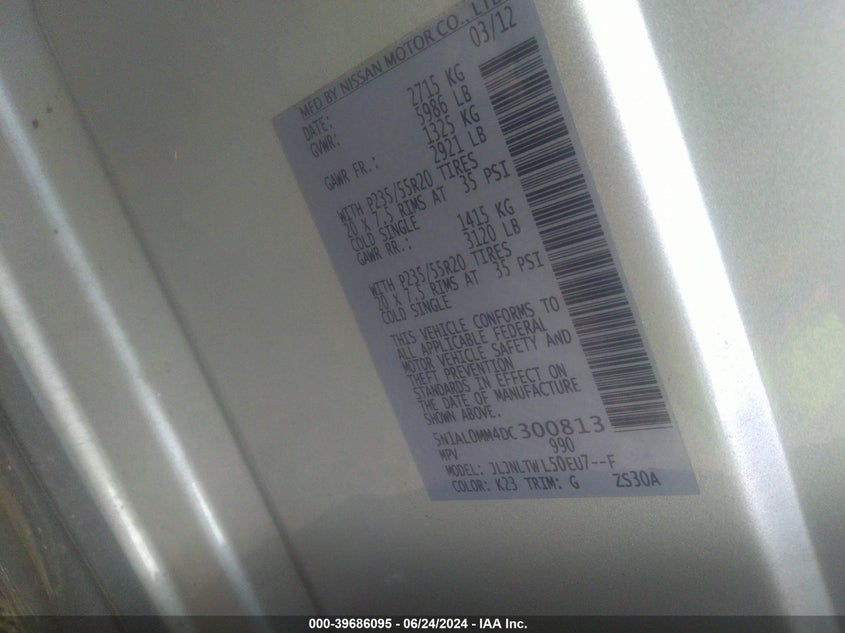 MFD BY NISSAN MOTOR CO., LTD
DATE: 03/12
GVWR: 2715 KG
5986 LB
GAWR FR.: 1325 KG
2921 LB
WITH P235/55R20 TIRES
20 X 7.5 RIMS AT 35 PSI
COLD SINGLE
GAWR RR.: 1415 KG
3120 LB
WITH P235/55R20 TIRES
20 X 7.5 RIMS AT 35 PSI
COLD SINGLE
THIS VEHICLE CONFORMS TO
ALL APPLICABLE FEDERAL
MOTOR VEHICLE SAFETY AND
THEFT PREVENTION
STANDARDS IN EFFECT ON
THE DATE OF MANUFACTURE
SHOWN ABOVE.
5N1AL0MM4DC300813
MPV 990
MODEL: JLJNLTWL50EU7--F
COLOR: K23 TRIM: G ZS30A
000-39686095 - 06/24/2024 - IAA Inc.